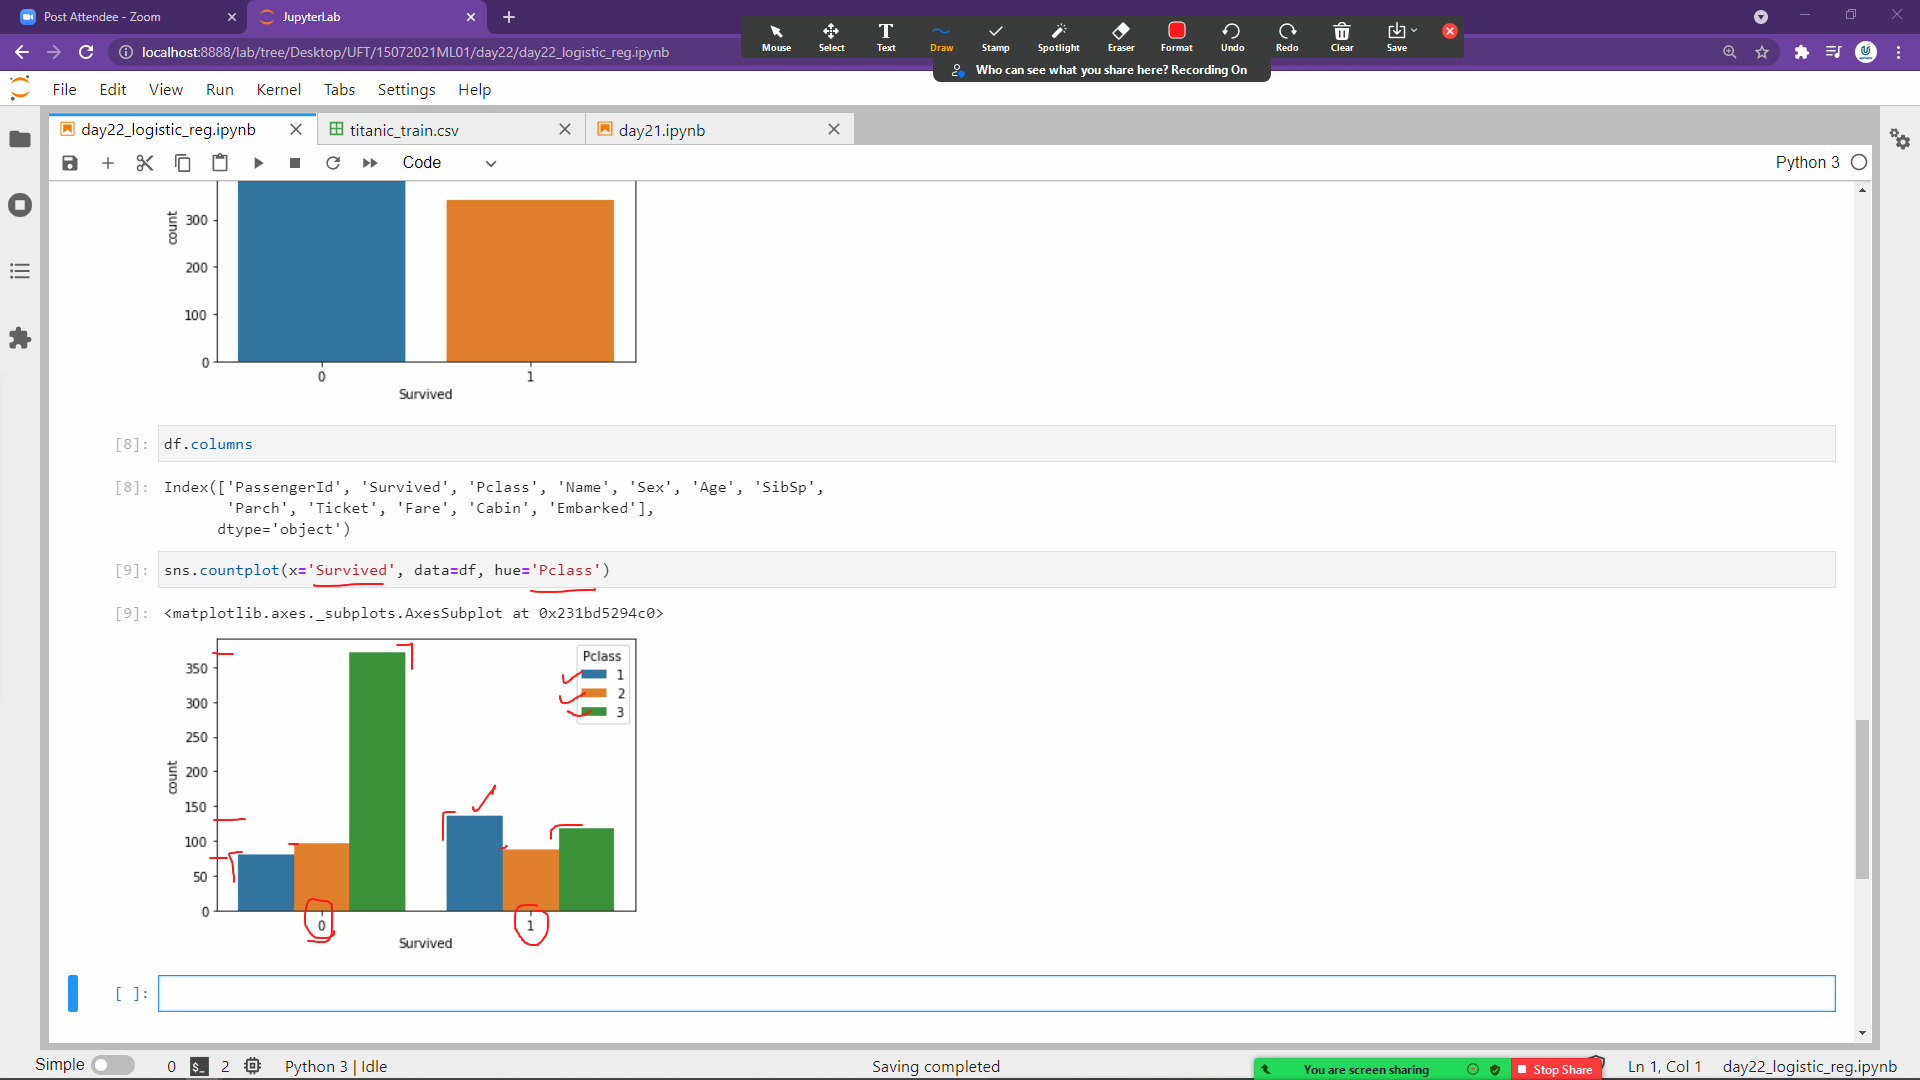 Post Attendee - Zoom
JupyterLab
localhost:8888/lab/tree/Desktop/UFT/15072021ML01/day22/day22_logistic_reg.ipynb
Mouse Select Text Draw Stamp Spotlight Eraser Format Undo Redo Clear Save
Who can see what you share here? Recording On
File Edit View Run Kernel Tabs Settings Help
day22_logistic_reg.ipynb titanic_train.csv day21.ipynb
Code Python 3
300
200
100
0
count
0 1
Survived
[8]: df.columns
[8]: Index(['PassengerId', 'Survived', 'Pclass', 'Name', 'Sex', 'Age', 'SibSp',
'Parch', 'Ticket', 'Fare', 'Cabin', 'Embarked'],
dtype='object')
[9]: sns.countplot(x='Survived', data=df, hue='Pclass')
[9]: <matplotlib.axes._subplots.AxesSubplot at 0x231bd5294c0>
Pclass
1
2
3
350
300
250
200
150
100
50
0
count
0 1
Survived
[ ]:
Simple 0 $_ 2 Python 3 | Idle Saving completed You are screen sharing Stop Share Ln 1, Col 1 day22_logistic_reg.ipynb